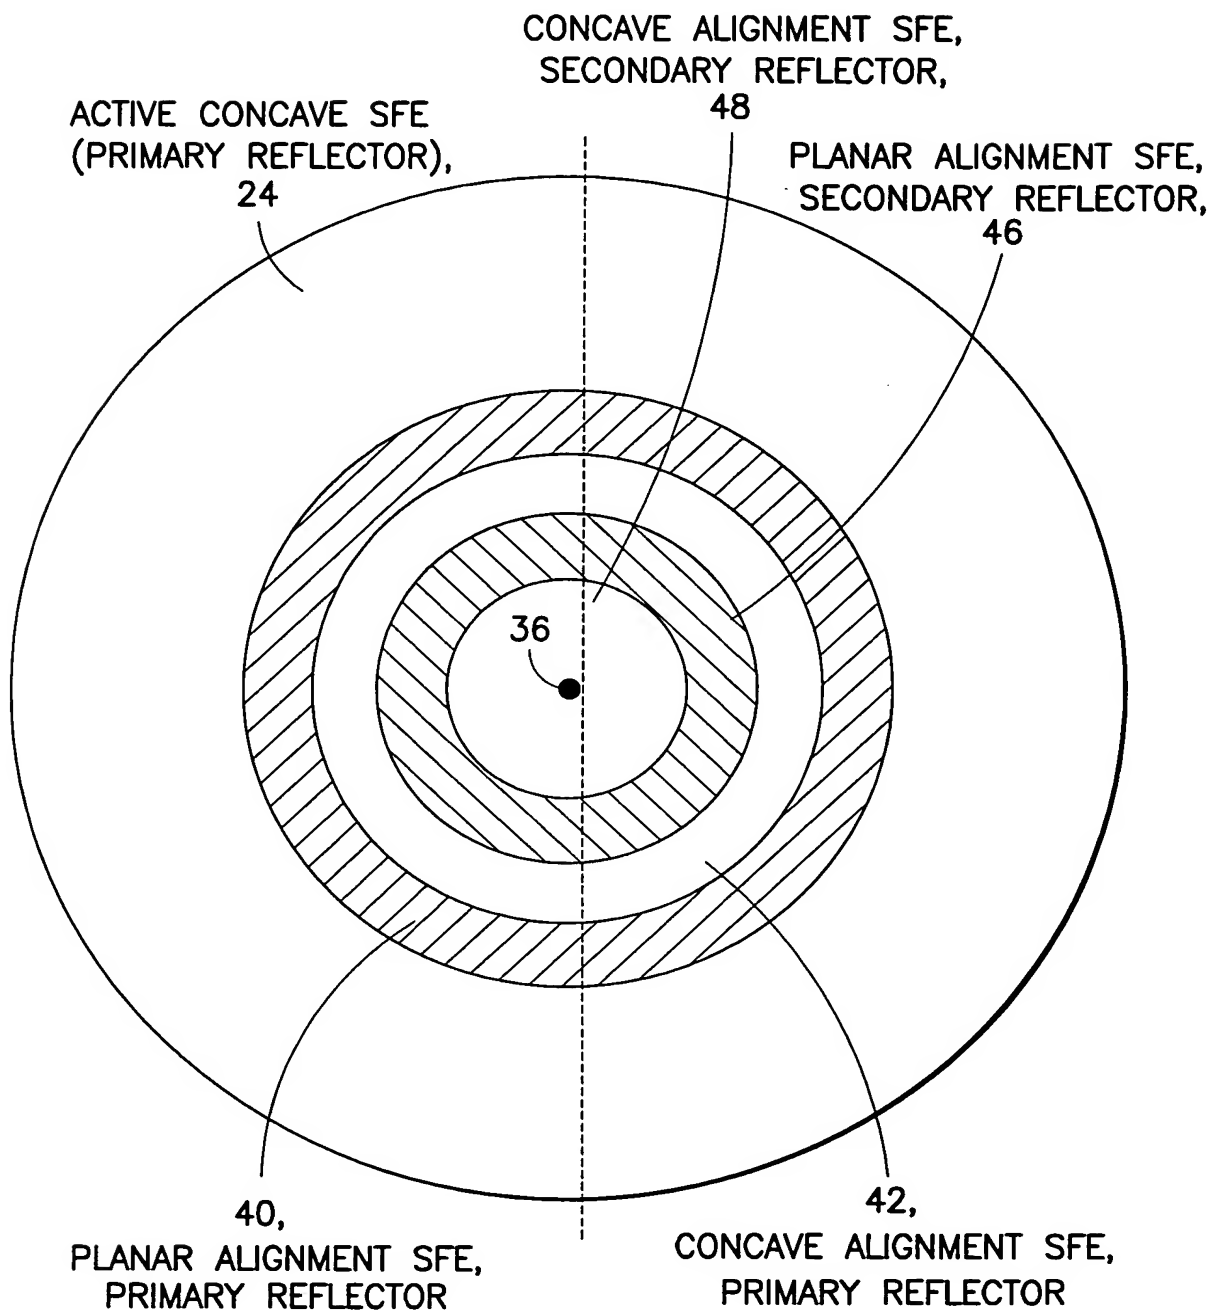 CONCAVE ALIGNMENT SFE,
SECONDARY REFLECTOR,
48
ACTIVE CONCAVE SFE
(PRIMARY REFLECTOR),
24
PLANAR ALIGNMENT SFE,
SECONDARY REFLECTOR,
46
36
40,
PLANAR ALIGNMENT SFE,
PRIMARY REFLECTOR
42,
CONCAVE ALIGNMENT SFE,
PRIMARY REFLECTOR